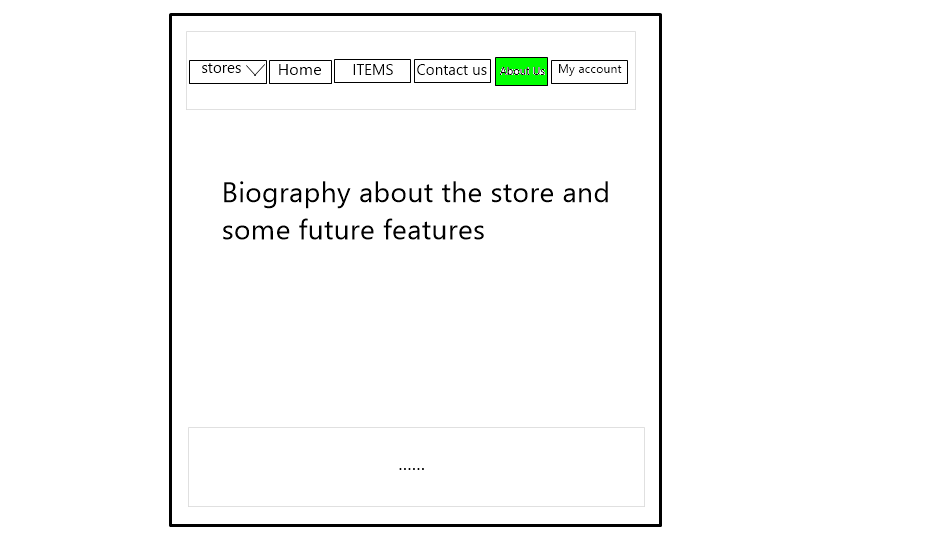 stores Home ITEMS Contact us About Us My account
Biography about the store and
some future features
......